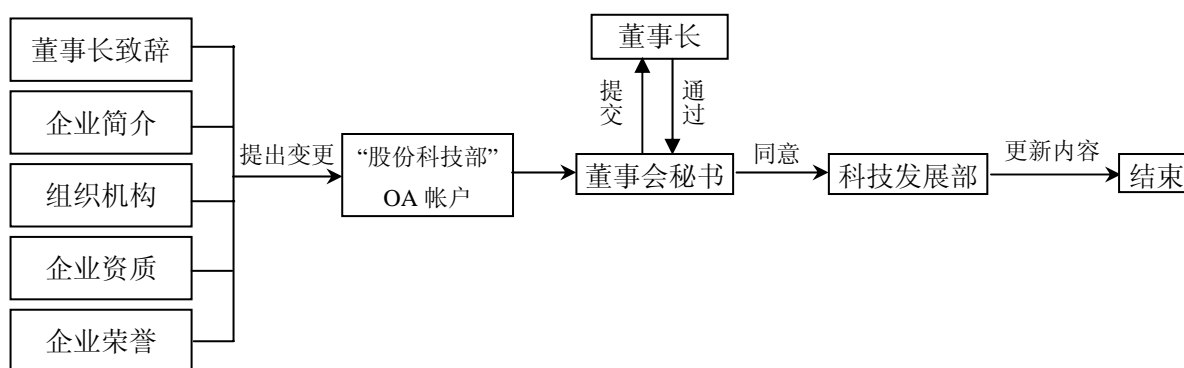 董事长致辞
企业简介
组织机构
企业资质
企业荣誉
提出变更
“股份科技部”
OA 帐户
董事长
提交
通过
董事会秘书
同意
科技发展部
更新内容
结束